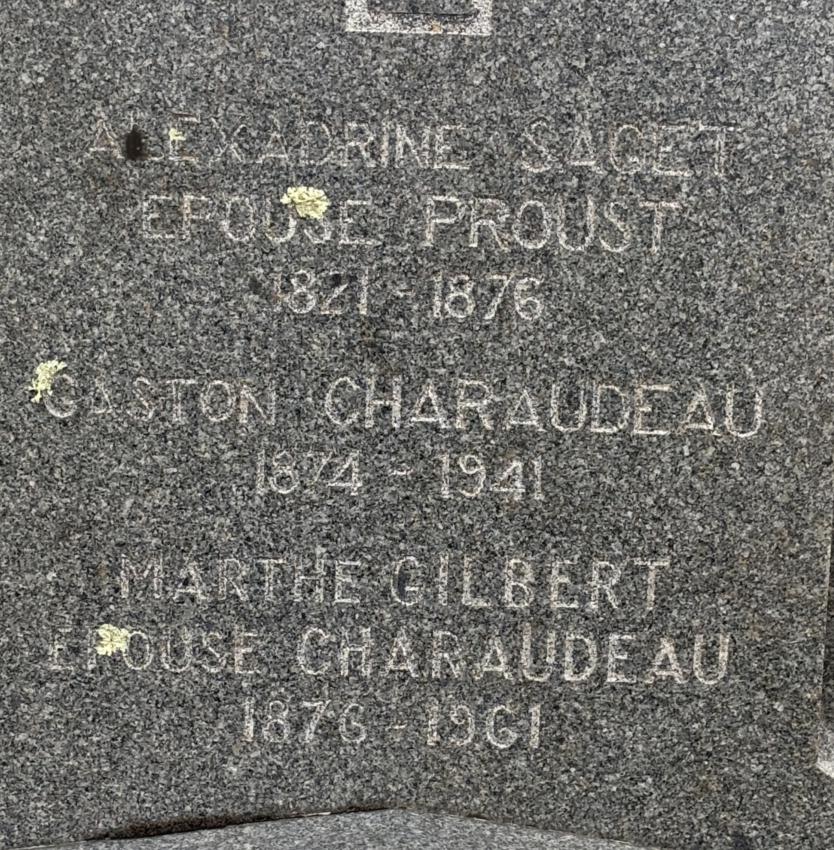 ALEXADRINE SAGET
EPOUSE PROUST
1821 - 1876
GASTON CHARAUDEAU
1874 - 1941
MARTHE GILBERT
EPOUSE CHARAUDEAU
1876 - 1961